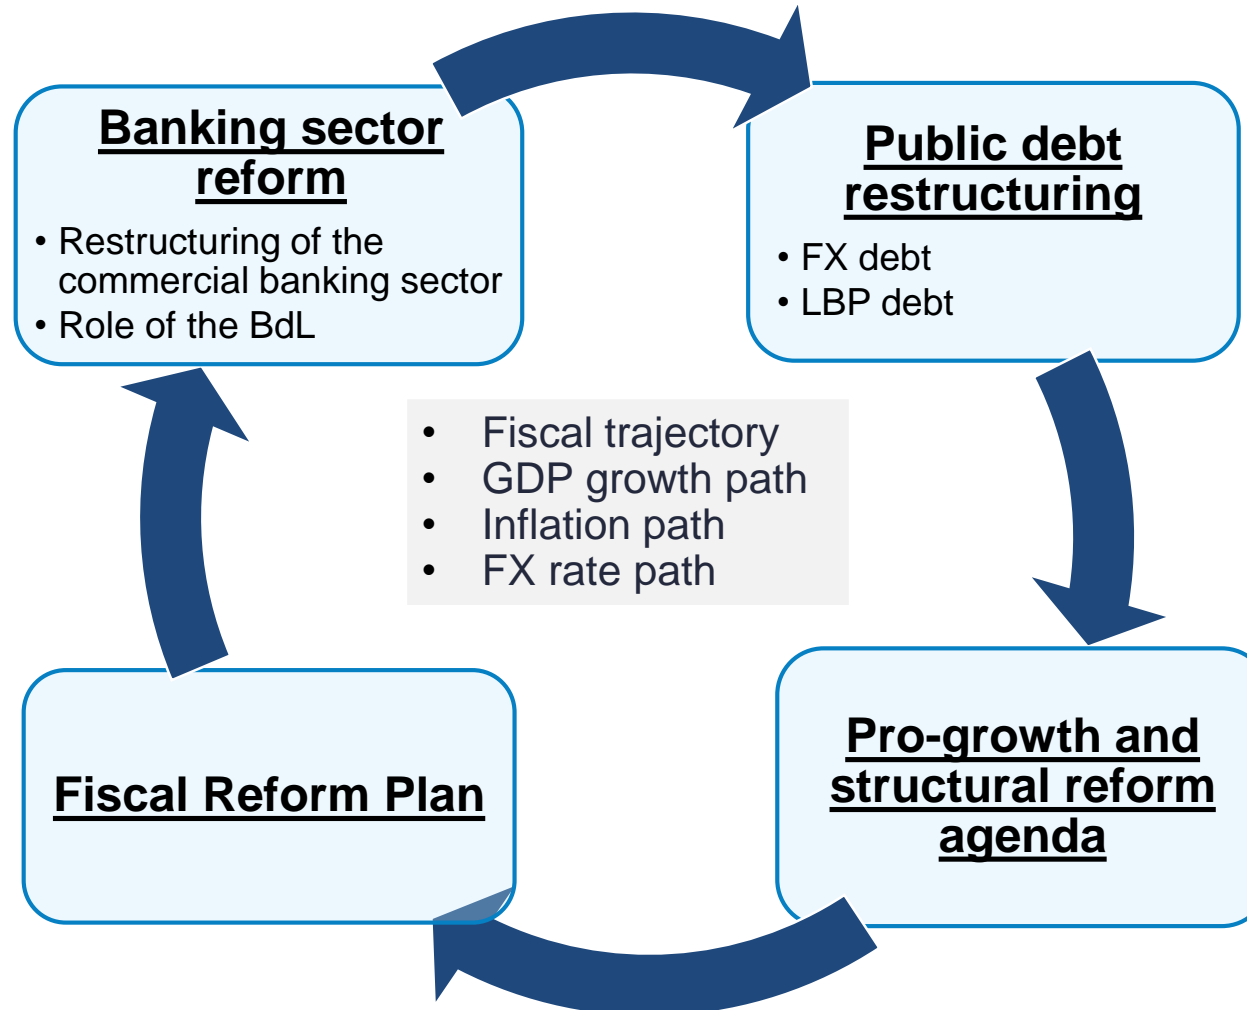 Banking sector
reform
• Restructuring of the
commercial banking sector
• Role of the BdL
Public debt
restructuring
• FX debt
• LBP debt
• Fiscal trajectory
• GDP growth path
• Inflation path
• FX rate path
Fiscal Reform Plan
Pro-growth and
structural reform
agenda